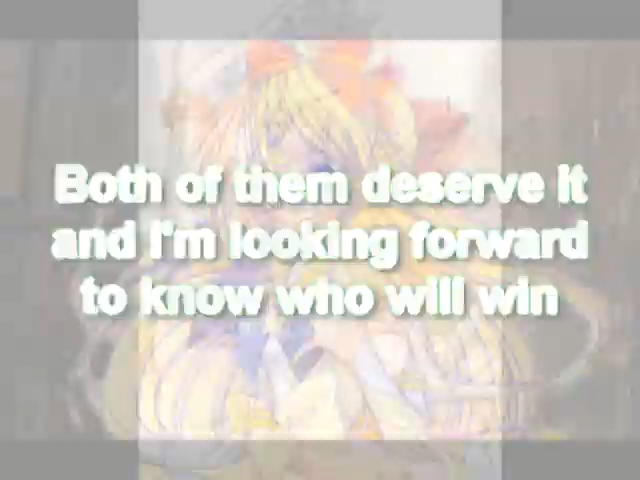 Both of them deserve it
and I'm looking forward
to know who will win